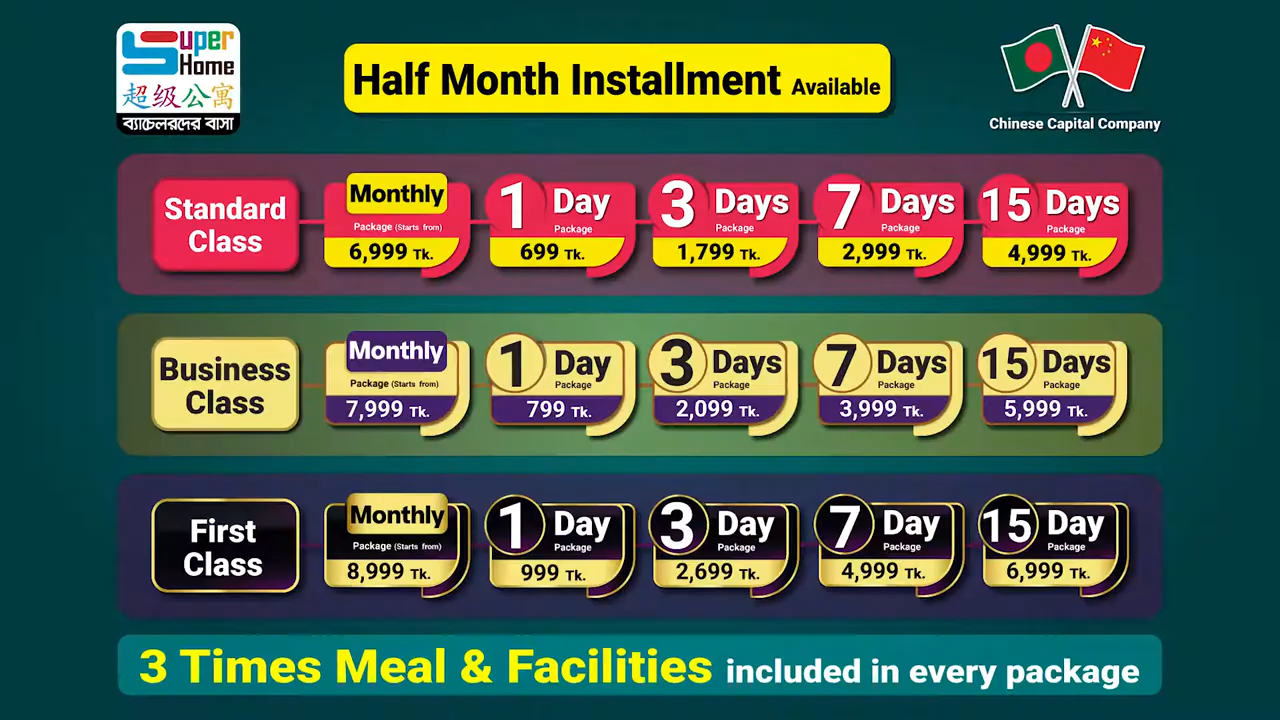 Super
Home
超级公寓
ব্যাচেলরদের বাসা
Half Month Installment Available
Chinese Capital Company
Standard
Class
Monthly
Package (Starts from)
6,999 Tk.
1 Day
Package
699 Tk.
3 Days
Package
1,799 Tk.
7 Days
Package
2,999 Tk.
15 Days
Package
4,999 Tk.
Business
Class
Monthly
Package (Starts from)
7,999 Tk.
1 Day
Package
799 Tk.
3 Days
Package
2,099 Tk.
7 Days
Package
3,999 Tk.
15 Days
Package
5,999 Tk.
First
Class
Monthly
Package (Starts from)
8,999 Tk.
1 Day
Package
999 Tk.
3 Day
Package
2,699 Tk.
7 Day
Package
4,999 Tk.
15 Day
Package
6,999 Tk.
3 Times Meal & Facilities included in every package